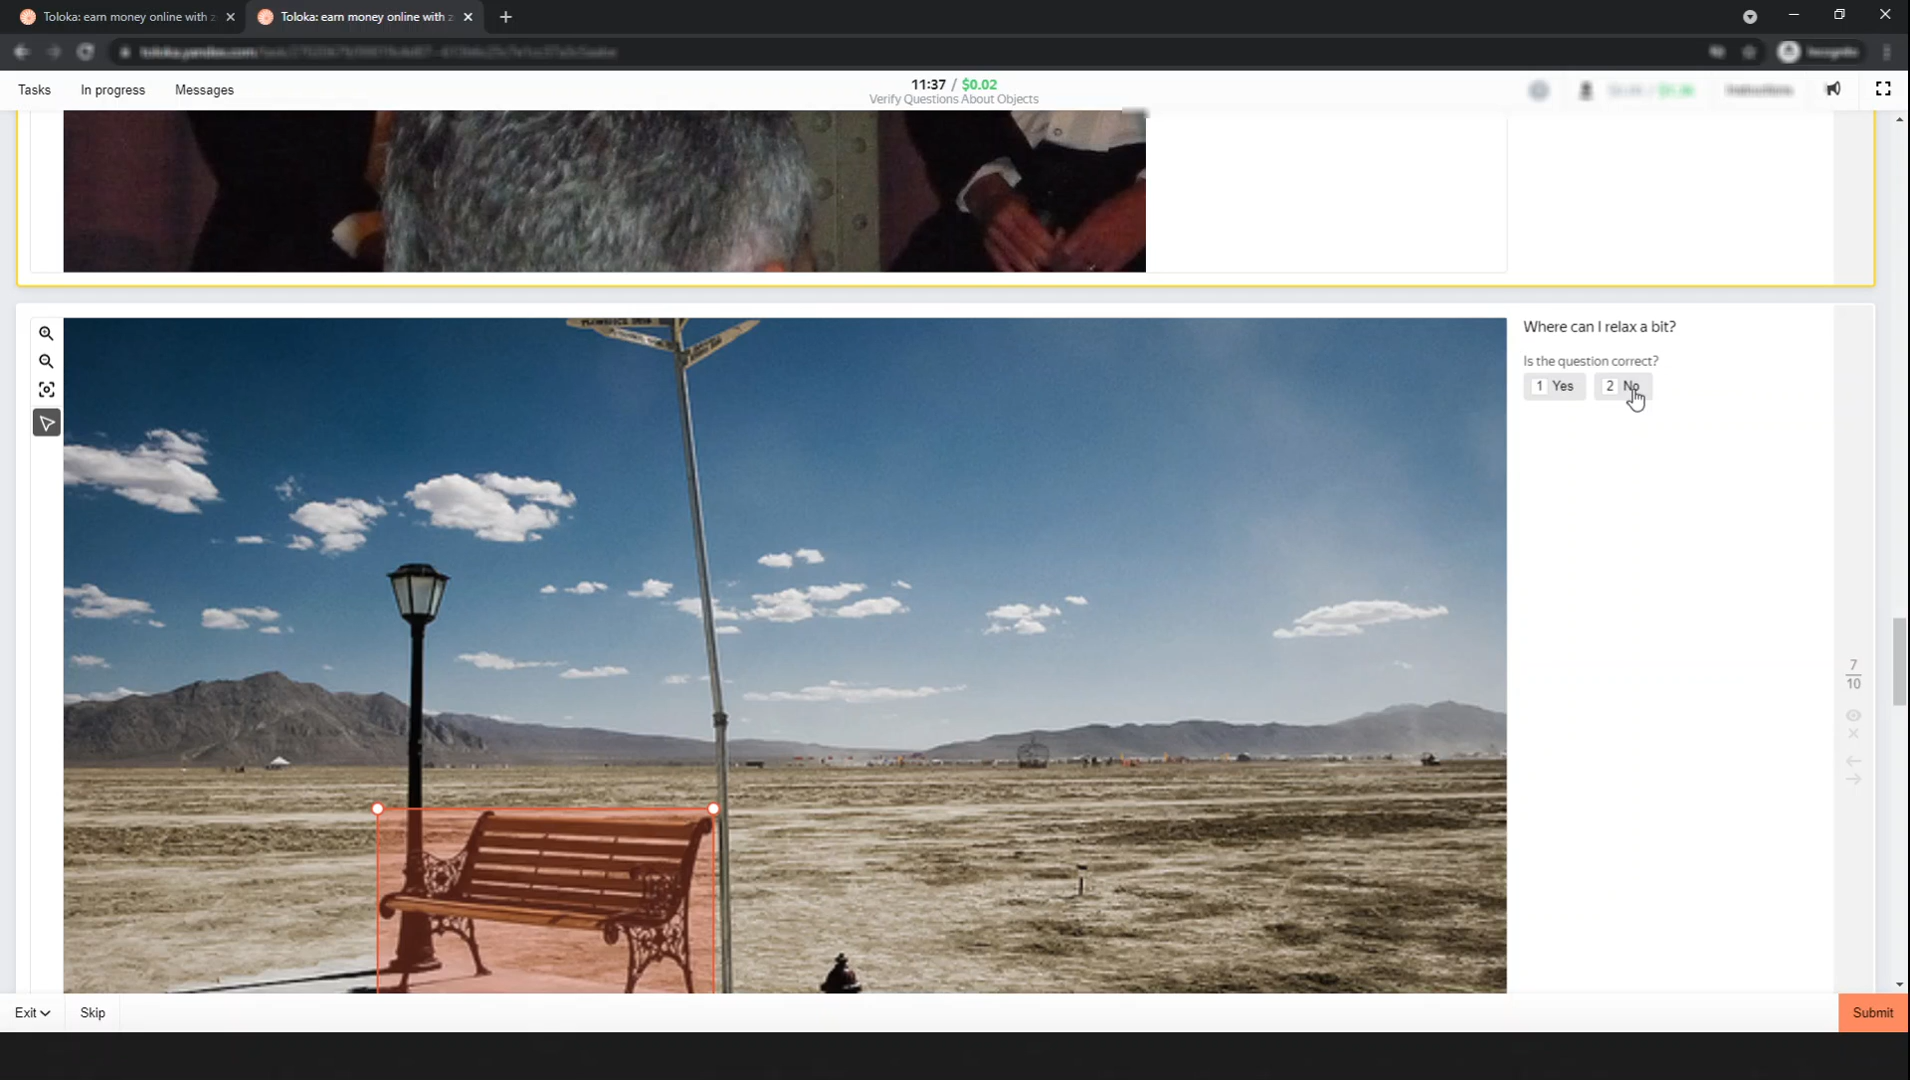 Toloka: earn money online with
Toloka: earn money online with
Tasks
In progress
Messages
11:37 / $0.02
Verify Questions About Objects
Instructions
Where can I relax a bit?
Is the question correct?
1 Yes
2 No
7
10
Exit
Skip
Submit